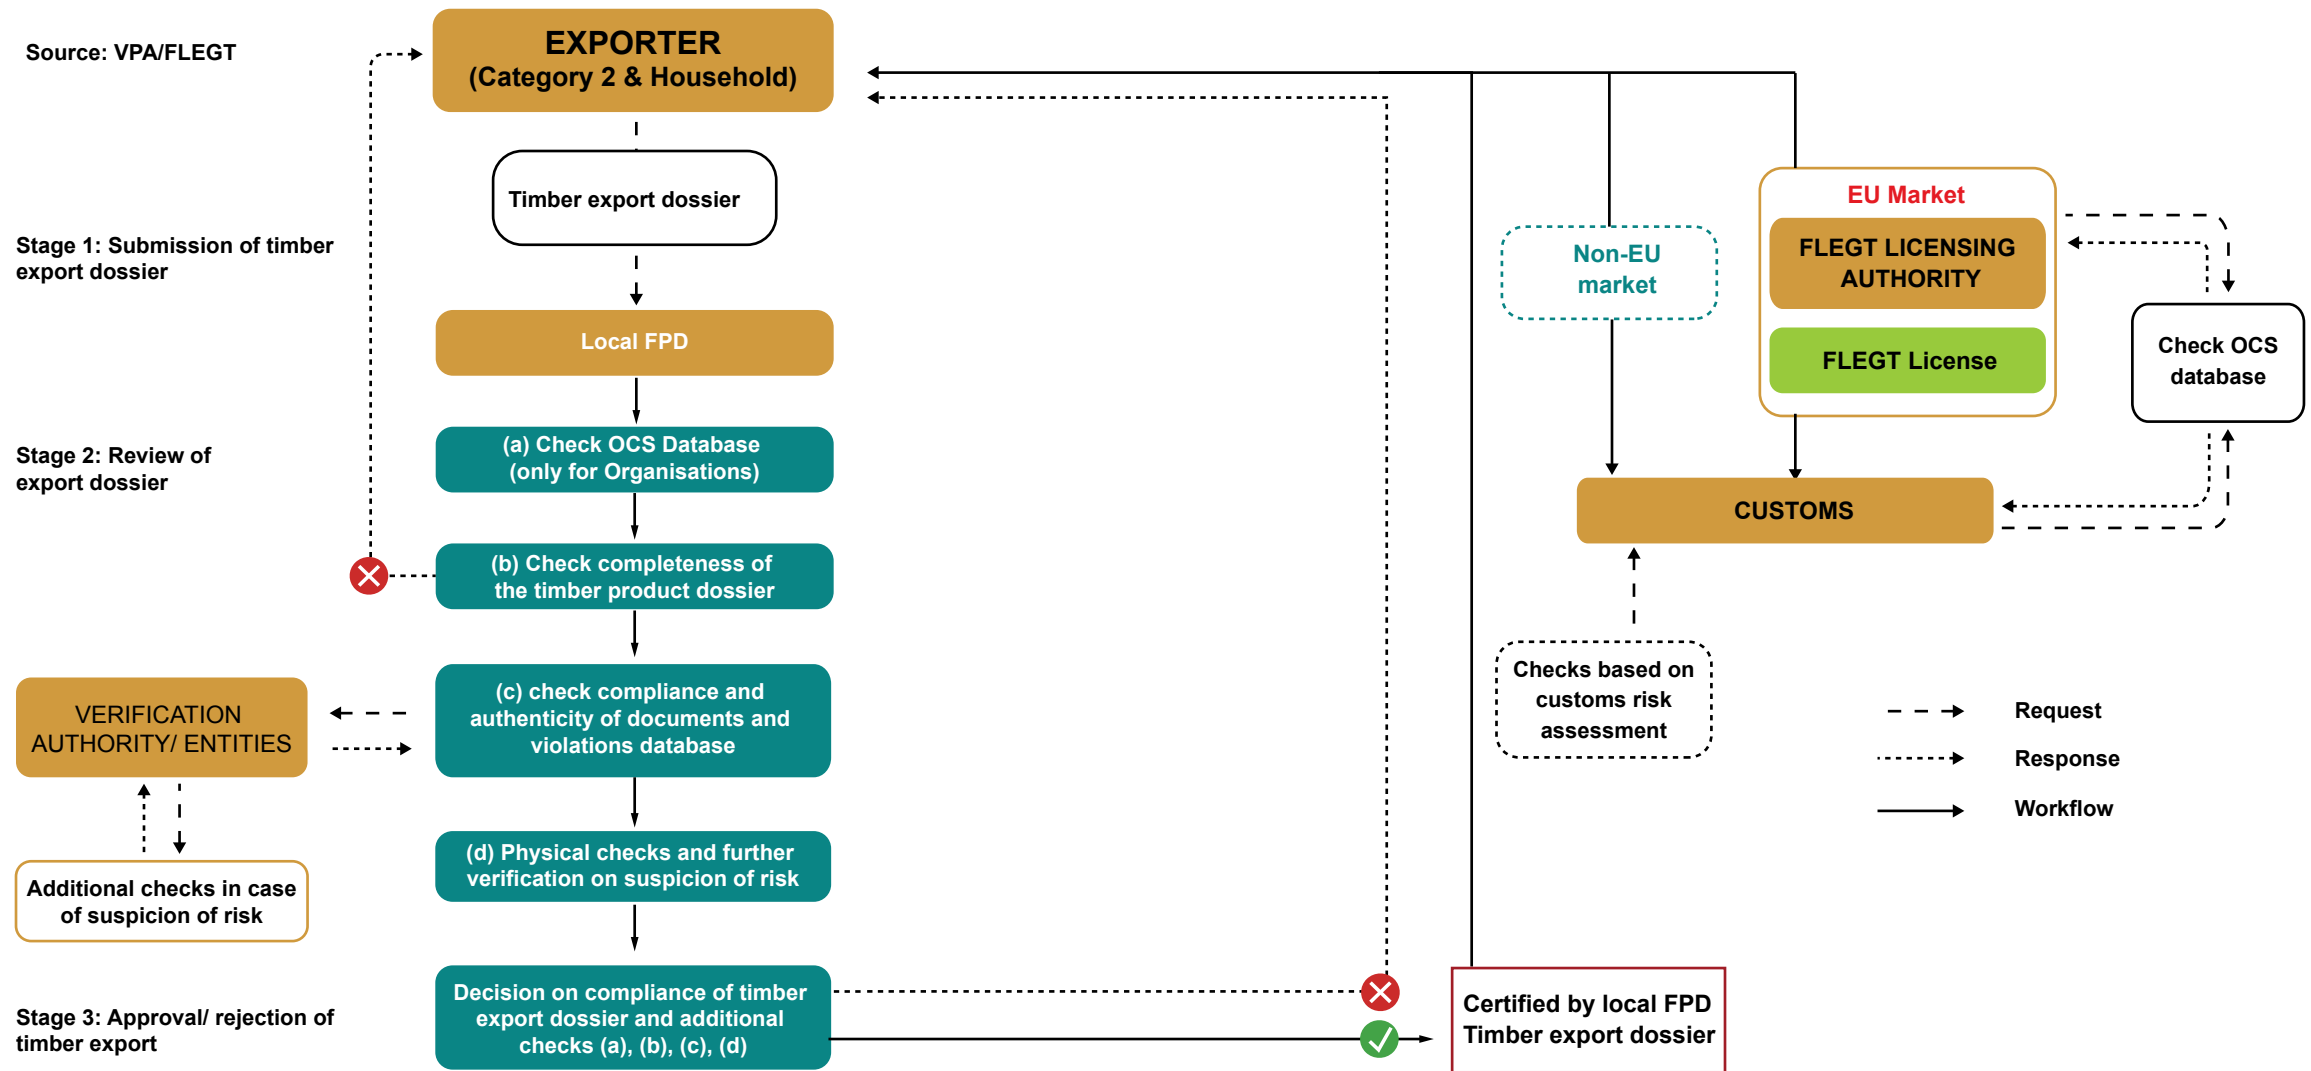 Source: VPA/FLEGT
EXPORTER
(Category 2 & Household)
Timber export dossier
Stage 1: Submission of timber
export dossier
Local FPD
Stage 2: Review of
export dossier
(a) Check OCS Database
(only for Organisations)
(b) Check completeness of
the timber product dossier
(c) check compliance and
authenticity of documents and
violations database
VERIFICATION
AUTHORITY/ ENTITIES
Additional checks in case
of suspicion of risk
(d) Physical checks and further
verification on suspicion of risk
Stage 3: Approval/ rejection of
timber export
Decision on compliance of timber
export dossier and additional
checks (a), (b), (c), (d)
Certified by local FPD
Timber export dossier
Non-EU
market
EU Market
FLEGT LICENSING
AUTHORITY
FLEGT License
Check OCS
database
CUSTOMS
Checks based on
customs risk
assessment
Request
Response
Workflow